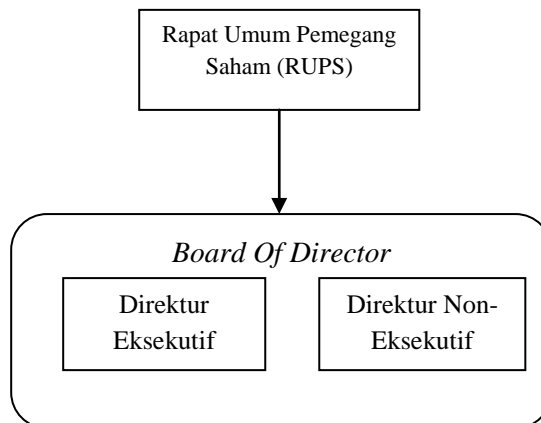 Rapat Umum Pemegang
Saham (RUPS)
Board Of Director
Direktur
Eksekutif
Direktur Non-
Eksekutif